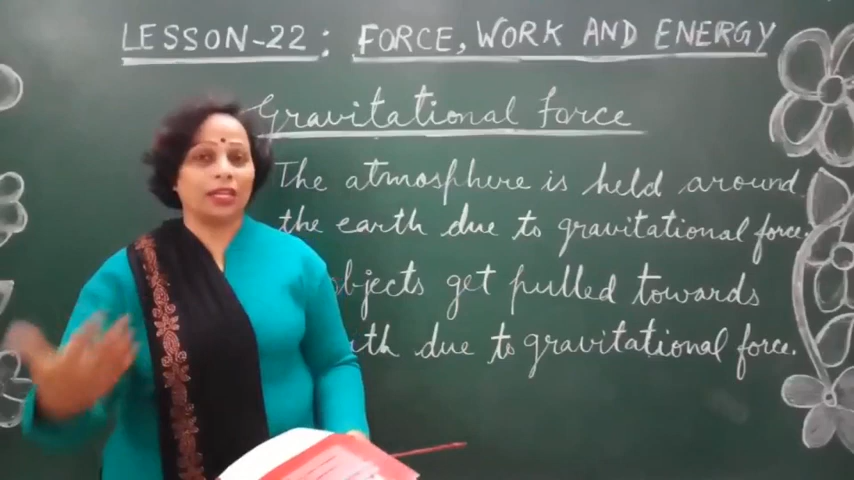 LESSON-22: FORCE, WORK AND ENERGY
Gravitational force
The atmosphere is held around
the earth due to gravitational force.
objects get pulled towards
due to gravitational force.